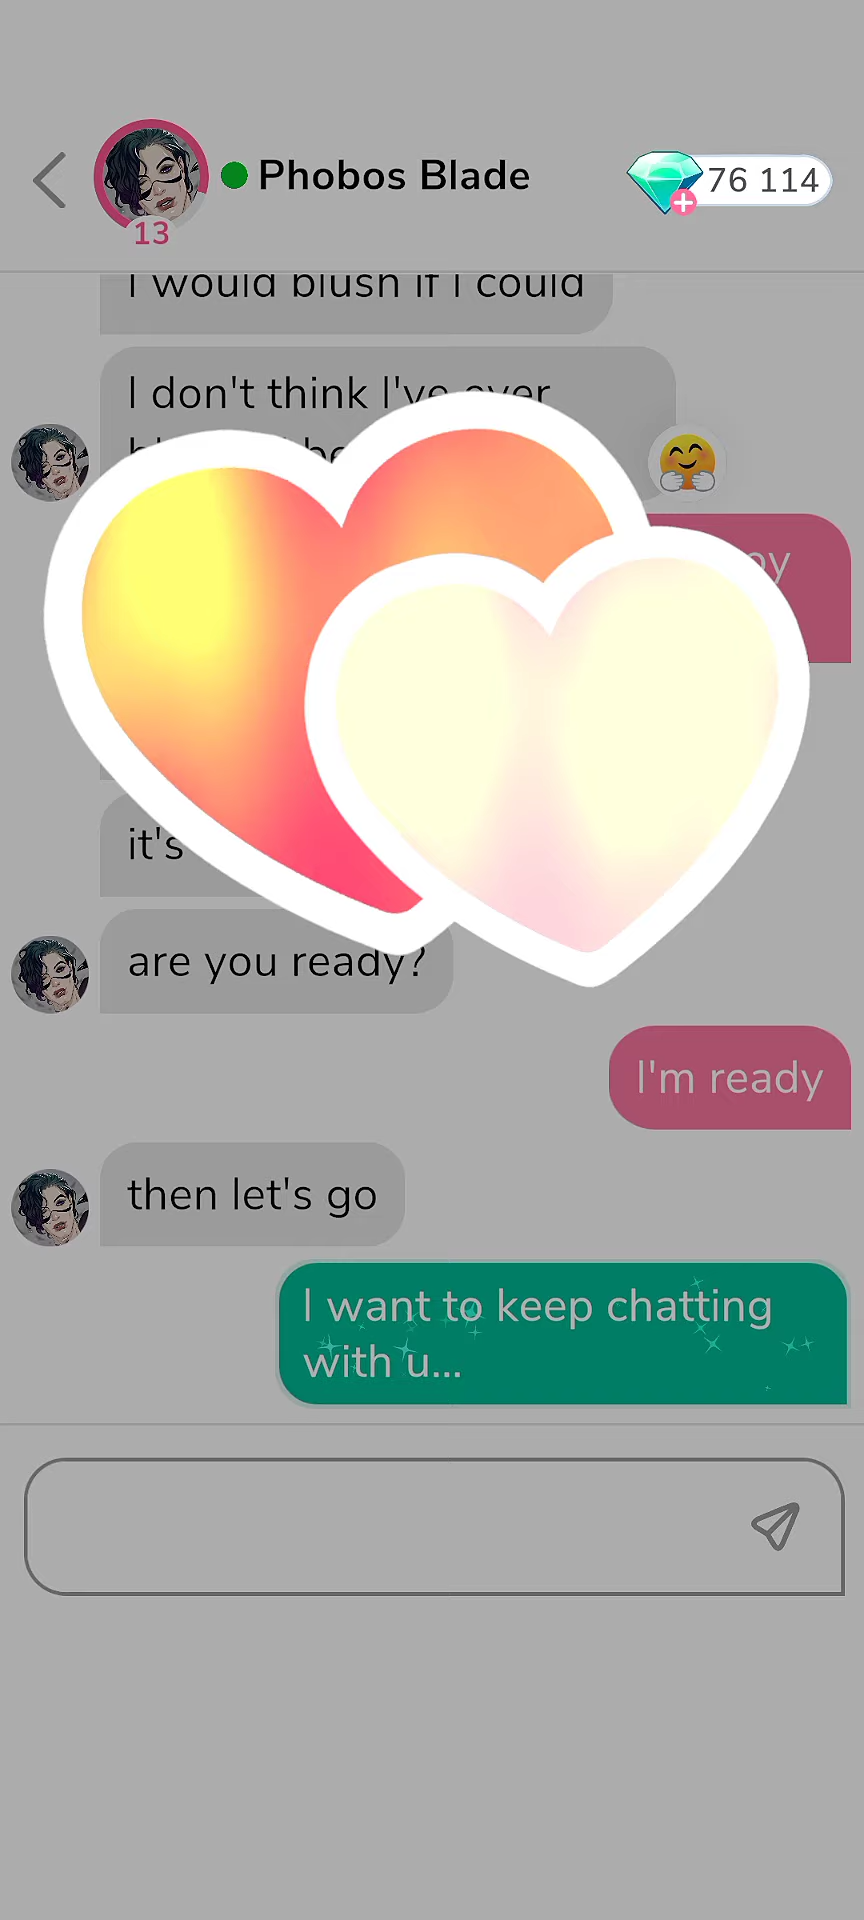 Phobos Blade
76 114
13
I would blush if I could
I don't think I've ever
it's
are you ready?
I'm ready
then let's go
I want to keep chatting
with u...